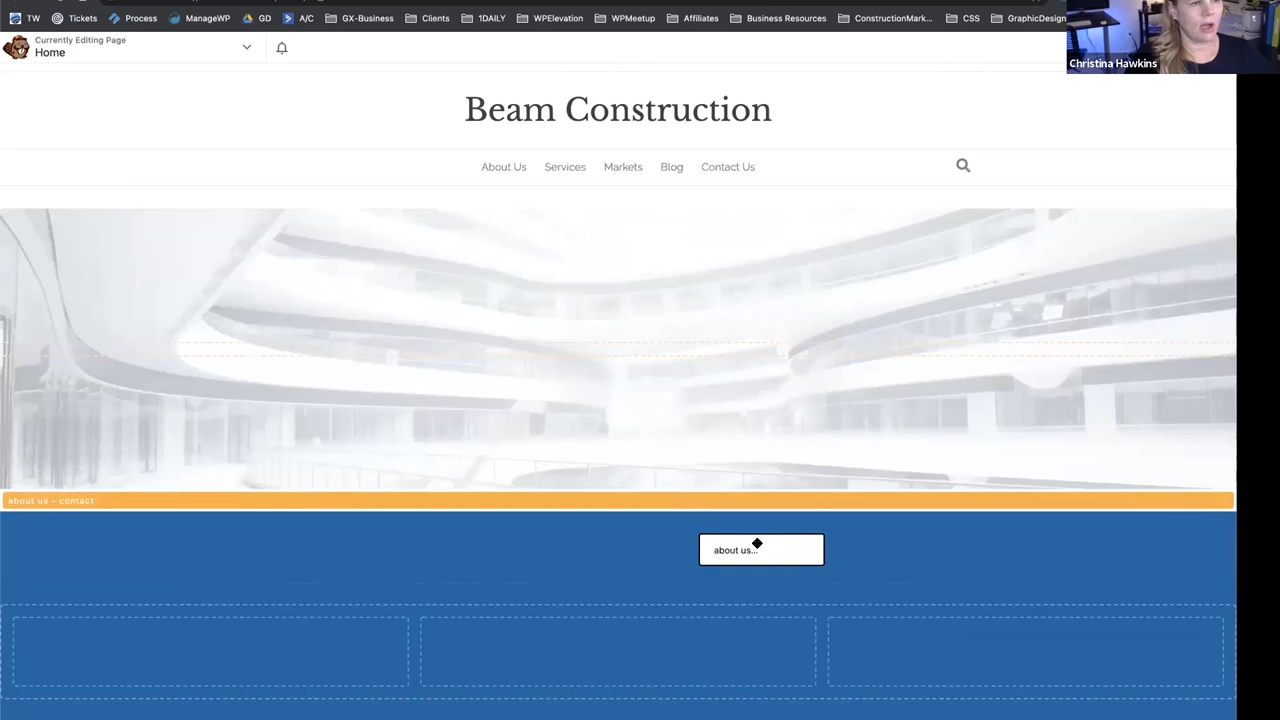 TW
Tickets
Process
ManageWP
GD
A/C
GX-Business
Clients
1DAILY
WPElevation
WPMeetup
Affiliates
Business Resources
ConstructionMark...
CSS
GraphicDesign
Currently Editing Page
Home
Christina Hawkins
Beam Construction
About Us
Services
Markets
Blog
Contact Us
about us - contact
about us...